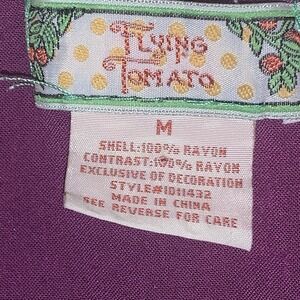 FLYING
TOMATO
M
SHELL:100% RAYON
CONTRAST:100% RAYON
EXCLUSIVE OF DECORATION
STYLE#ID11432
MADE IN CHINA
SEE REVERSE FOR CARE